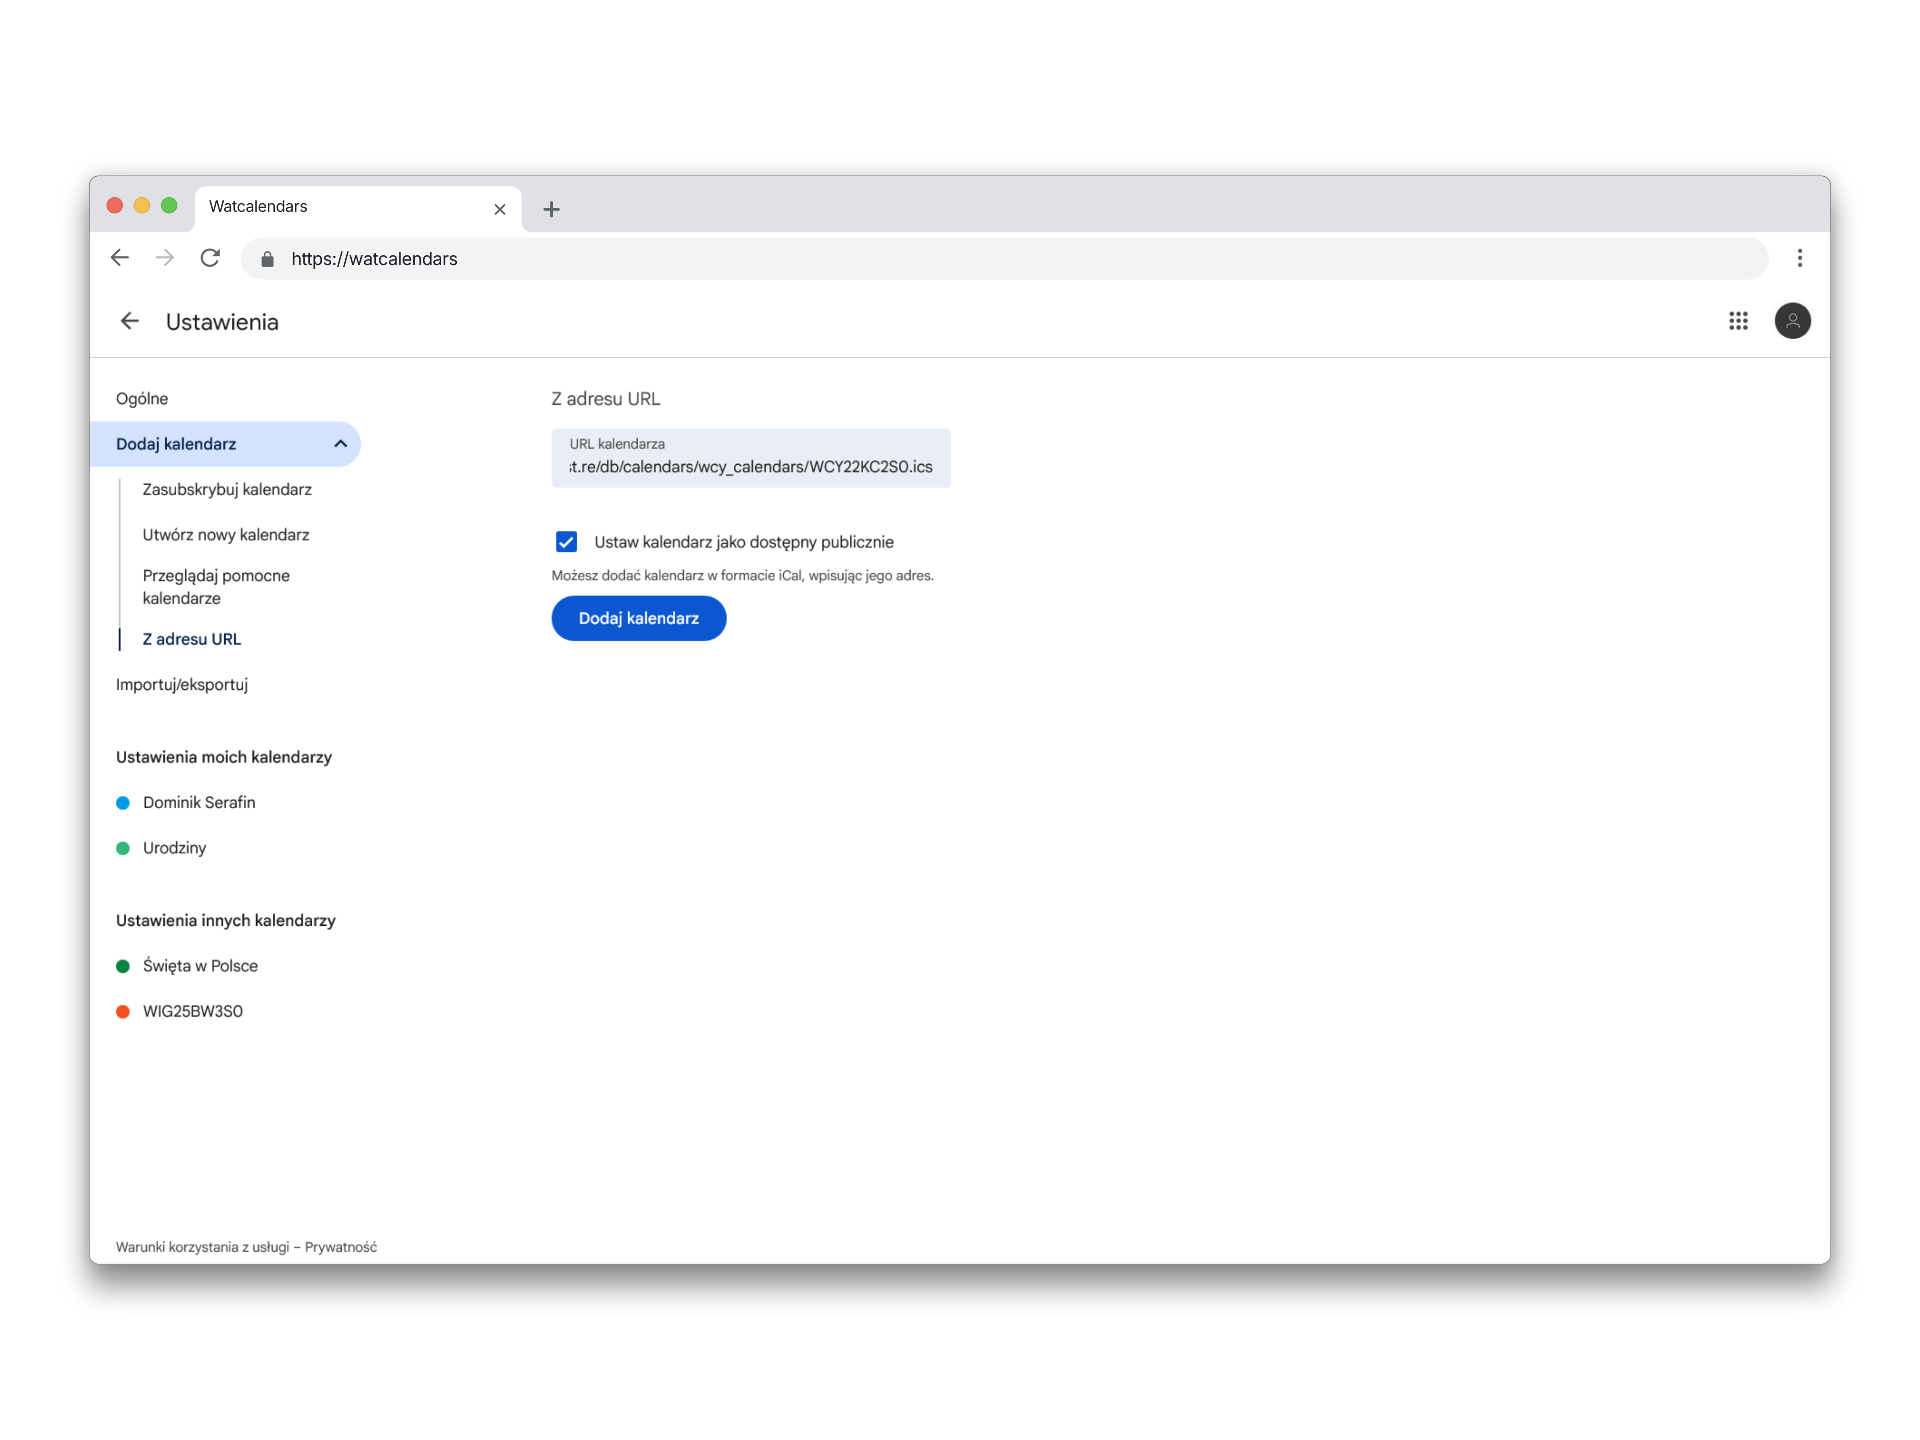 Watcalendars
https://watcalendars
Ustawienia
Ogólne
Dodaj kalendarz
Zasubskrybuj kalendarz
Utwórz nowy kalendarz
Przeglądaj pomocne
kalendarze
Z adresu URL
Importuj/eksportuj
Ustawienia moich kalendarzy
Dominik Serafin
Urodziny
Ustawienia innych kalendarzy
Święta w Polsce
WIG25BW3S0
Warunki korzystania z usługi – Prywatność
Z adresu URL
URL kalendarza
t.re/db/calendars/wcy_calendars/WCY22KC2S0.ics
Ustaw kalendarz jako dostępny publicznie
Możesz dodać kalendarz w formacie iCal, wpisując jego adres.
Dodaj kalendarz